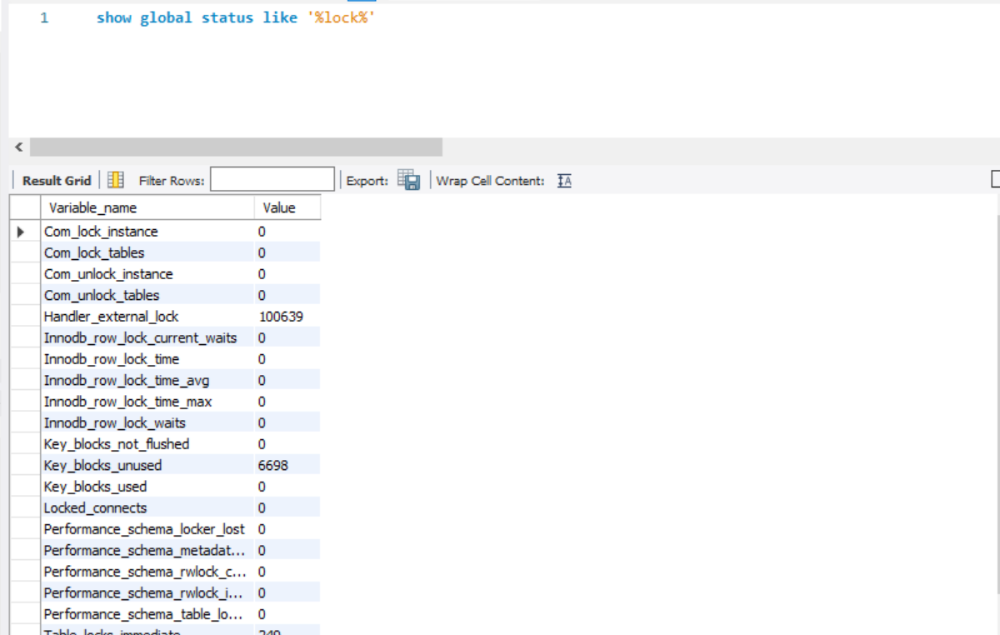 1 show global status like '%lock%'
Result Grid Filter Rows: Export: Wrap Cell Content: IA
Variable_name Value
Com_lock_instance 0
Com_lock_tables 0
Com_unlock_instance 0
Com_unlock_tables 0
Handler_external_lock 100639
Innodb_row_lock_current_waits 0
Innodb_row_lock_time 0
Innodb_row_lock_time_avg 0
Innodb_row_lock_time_max 0
Innodb_row_lock_waits 0
Key_blocks_not_flushed 0
Key_blocks_unused 6698
Key_blocks_used 0
Locked_connects 0
Performance_schema_locker_lost 0
Performance_schema_metadat... 0
Performance_schema_rwlock_c... 0
Performance_schema_rwlock_i... 0
Performance_schema_table_lo... 0
Table_locks_immediate 249